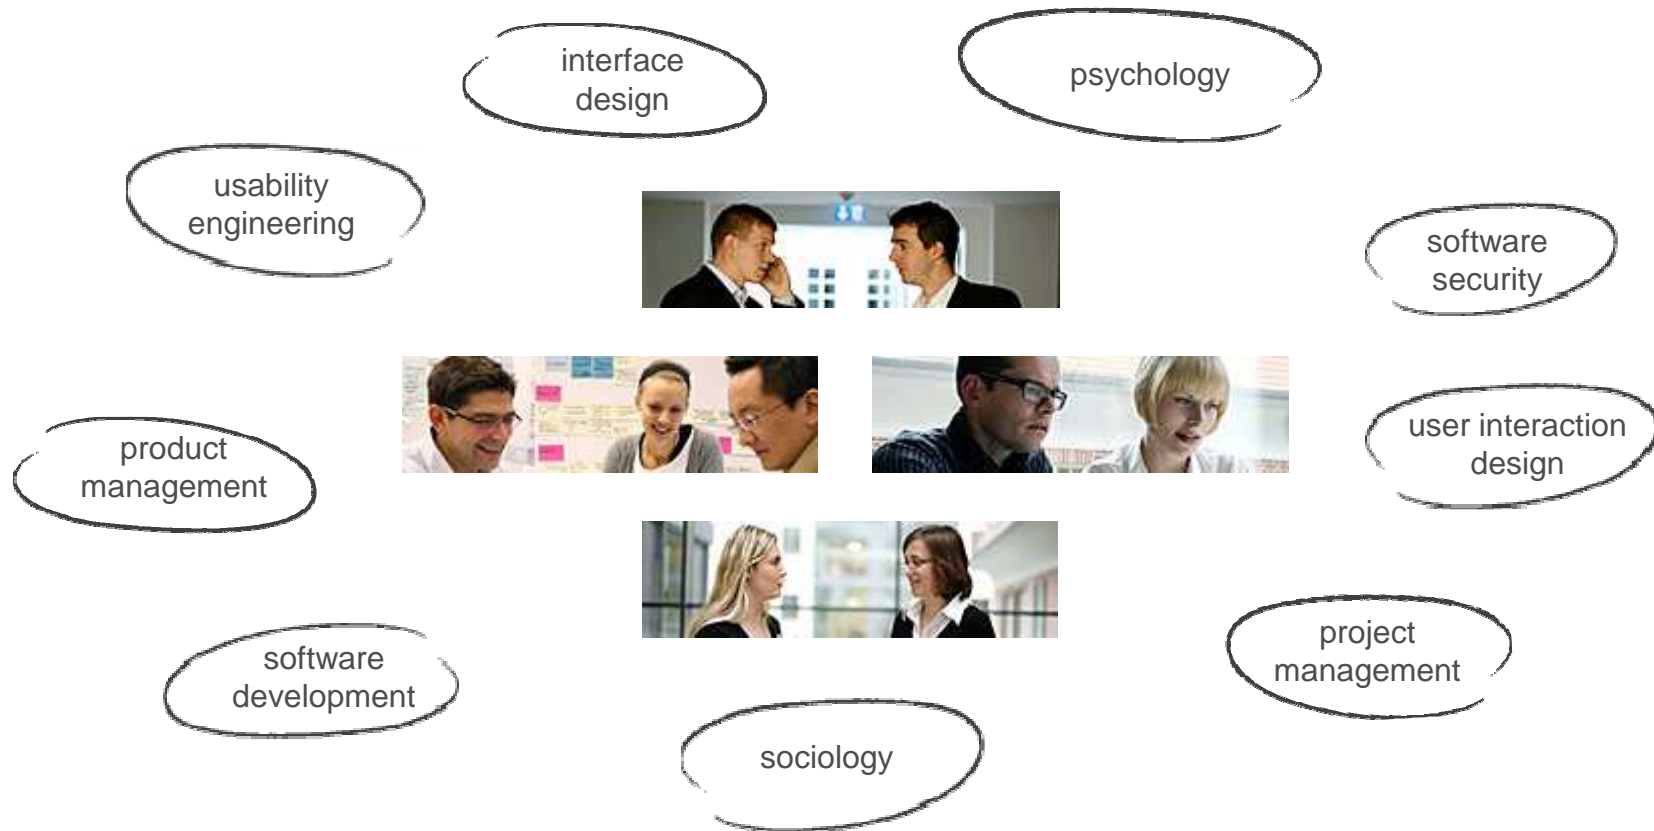 interface
design
psychology
usability
engineering
software
security
product
management
user interaction
design
software
development
project
management
sociology